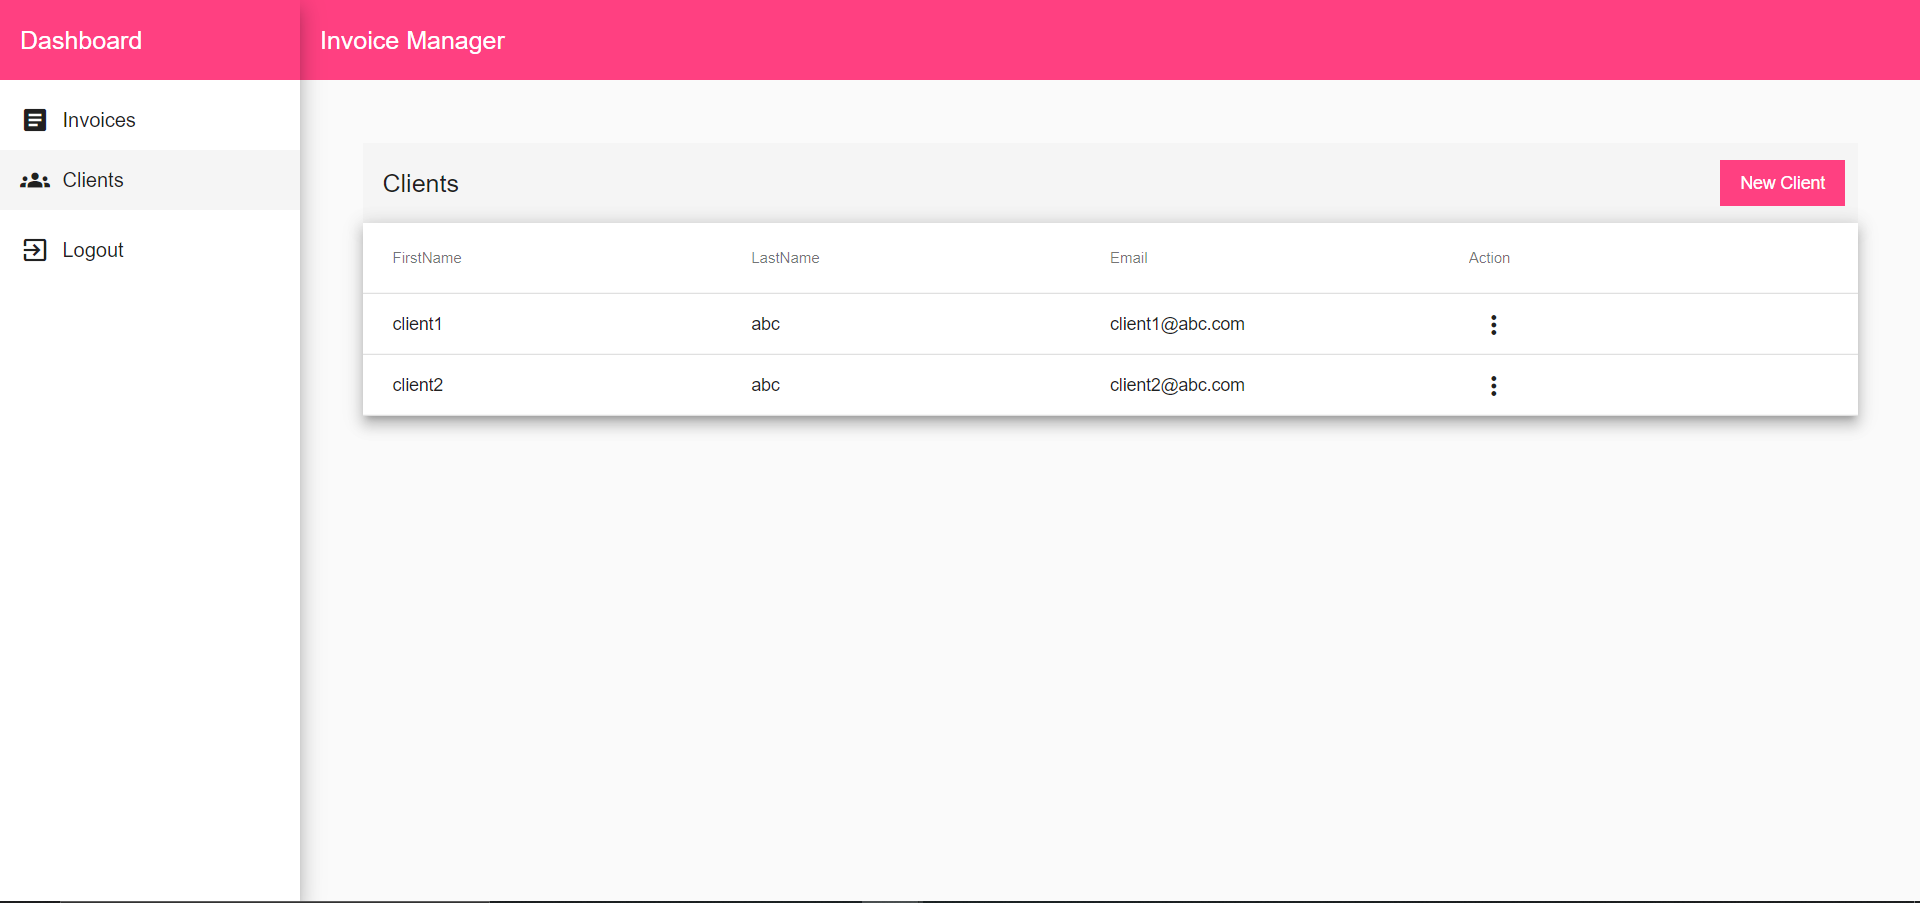 Dashboard
Invoice Manager
Invoices
Clients
Logout
Clients
New Client
FirstName LastName Email Action
client1 abc client1@abc.com
client2 abc client2@abc.com